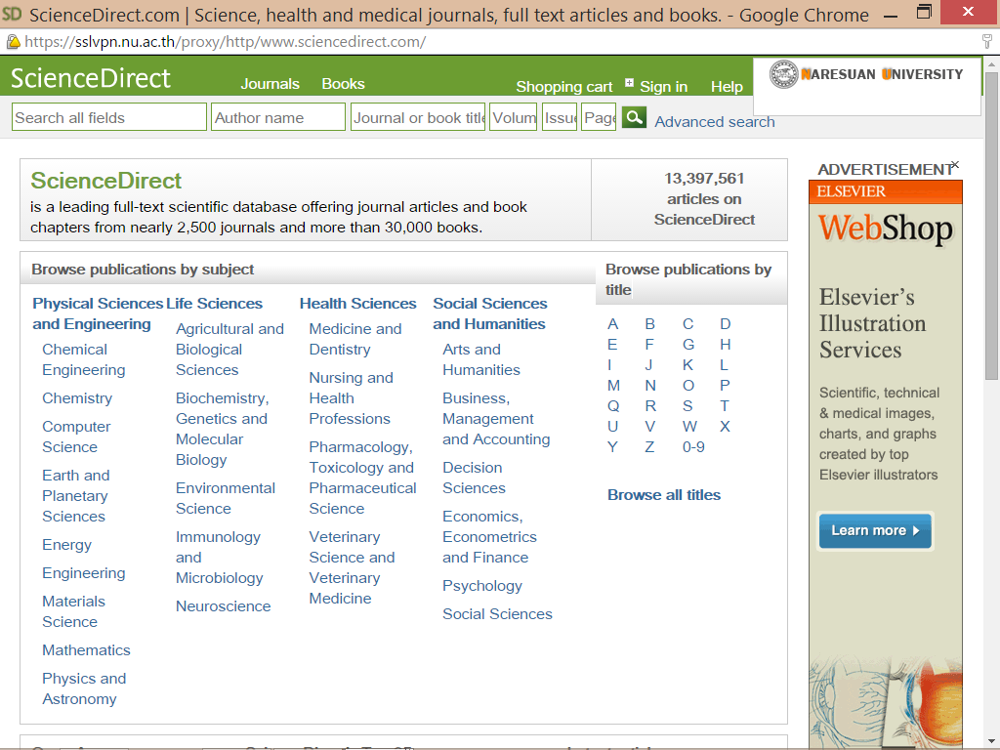 SD ScienceDirect.com | Science, health and medical journals, full text articles and books. - Google Chrome
https://sslvpn.nu.ac.th/proxy/http/www.sciencedirect.com/
ScienceDirect
Journals Books
Shopping cart Sign in Help
NARESUAN UNIVERSITY
Search all fields Author name Journal or book title Volum Issu Page Advanced search
ScienceDirect
is a leading full-text scientific database offering journal articles and book
chapters from nearly 2,500 journals and more than 30,000 books.
13,397,561
articles on
ScienceDirect
Browse publications by subject
Physical Sciences
and Engineering
Chemical
Engineering
Chemistry
Computer
Science
Earth and
Planetary
Sciences
Energy
Engineering
Materials
Science
Mathematics
Physics and
Astronomy
Life Sciences
Agricultural and
Biological
Sciences
Biochemistry,
Genetics and
Molecular
Biology
Environmental
Science
Immunology
and
Microbiology
Neuroscience
Health Sciences
Medicine and
Dentistry
Nursing and
Health
Professions
Pharmacology,
Toxicology and
Pharmaceutical
Science
Veterinary
Science and
Veterinary
Medicine
Social Sciences
and Humanities
Arts and
Humanities
Business,
Management
and Accounting
Decision
Sciences
Economics,
Econometrics
and Finance
Psychology
Social Sciences
Browse publications by
title
A B C D
E F G H
I J K L
M N O P
Q R S T
U V W X
Y Z 0-9
Browse all titles
ADVERTISEMENT
ELSEVIER
WebShop
Elsevier's
Illustration
Services
Scientific, technical
& medical images,
charts, and graphs
created by top
Elsevier illustrators
Learn more